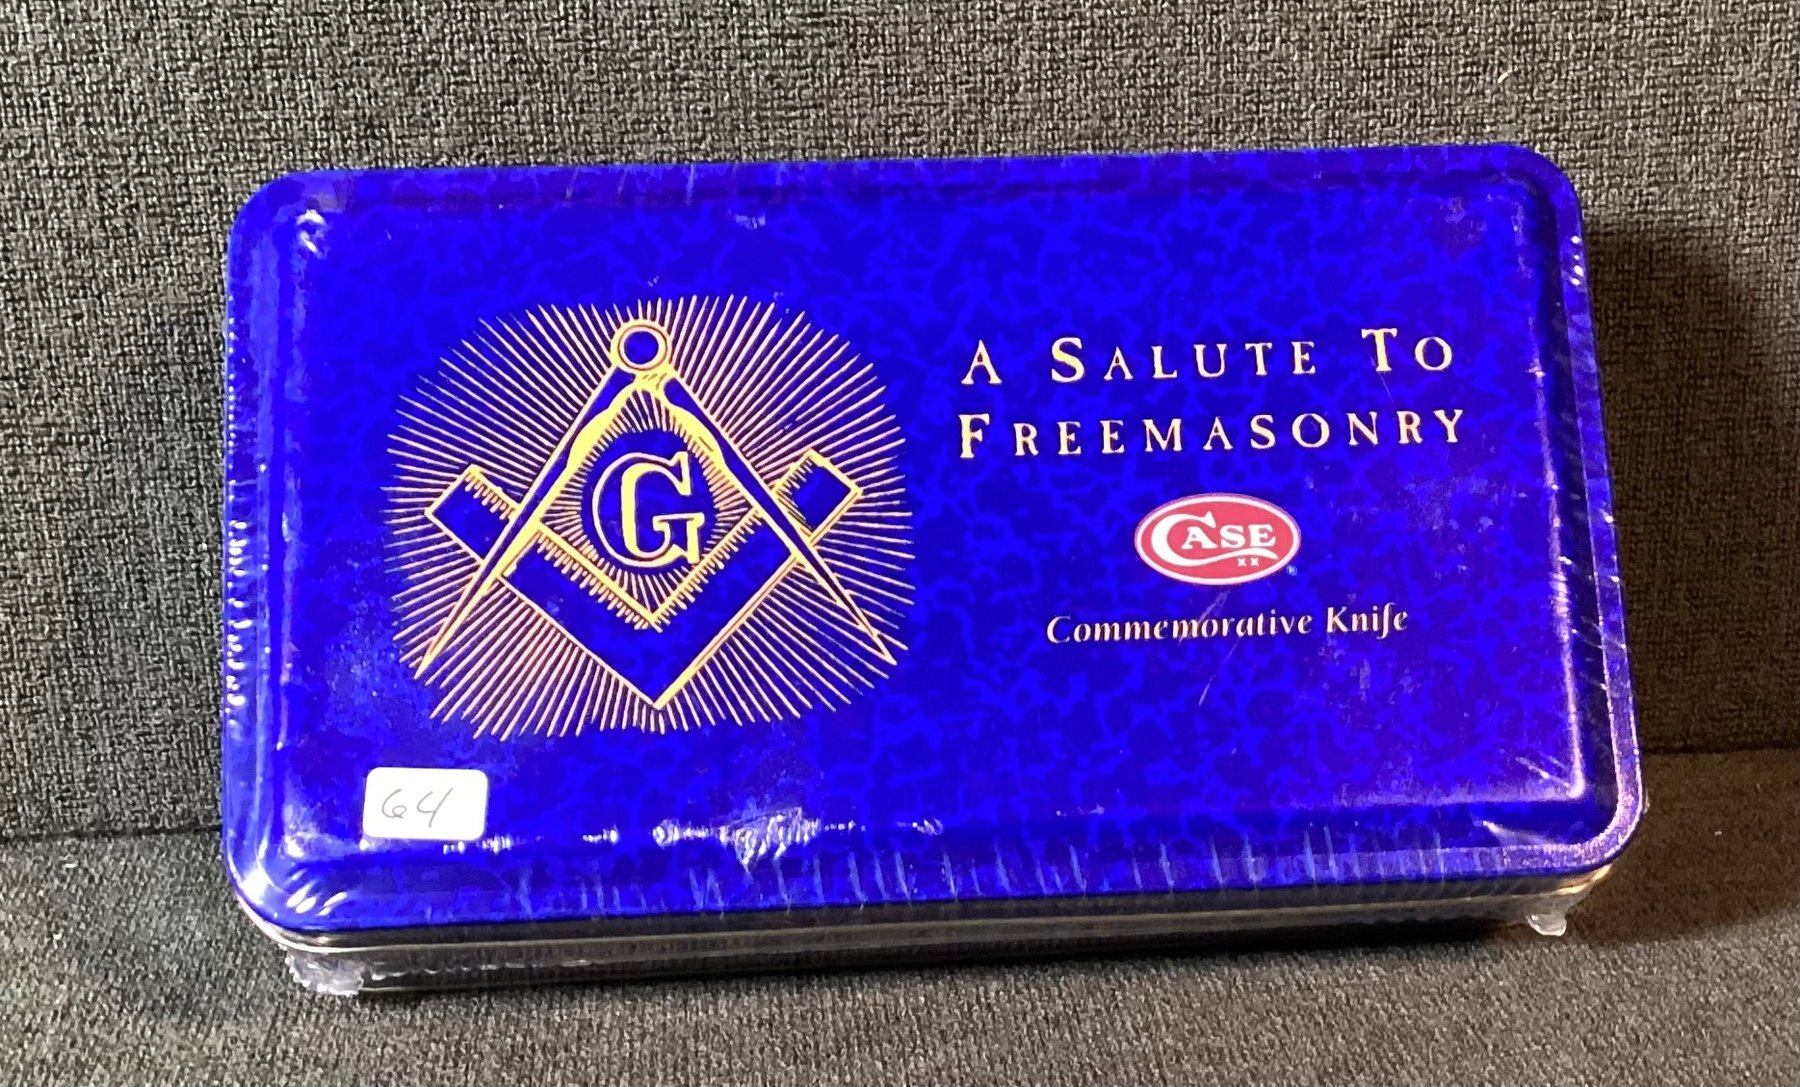 G
A SALUTE TO
FREEMASONRY
CASE
XX
®
Commemorative Knife
64